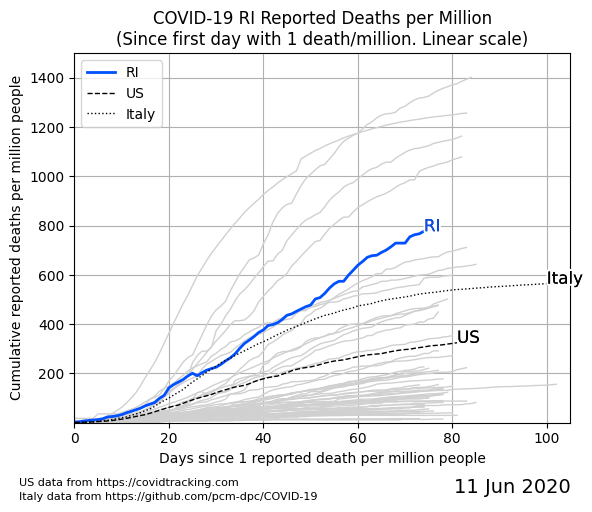 COVID-19 RI Reported Deaths per Million
(Since first day with 1 death/million. Linear scale)
Cumulative reported deaths per million people
1400
1200
1000
800
600
400
200
RI
US
Italy
RI
Italy
US
0 20 40 60 80 100
Days since 1 reported death per million people
US data from https://covidtracking.com
Italy data from https://github.com/pcm-dpc/COVID-19
11 Jun 2020